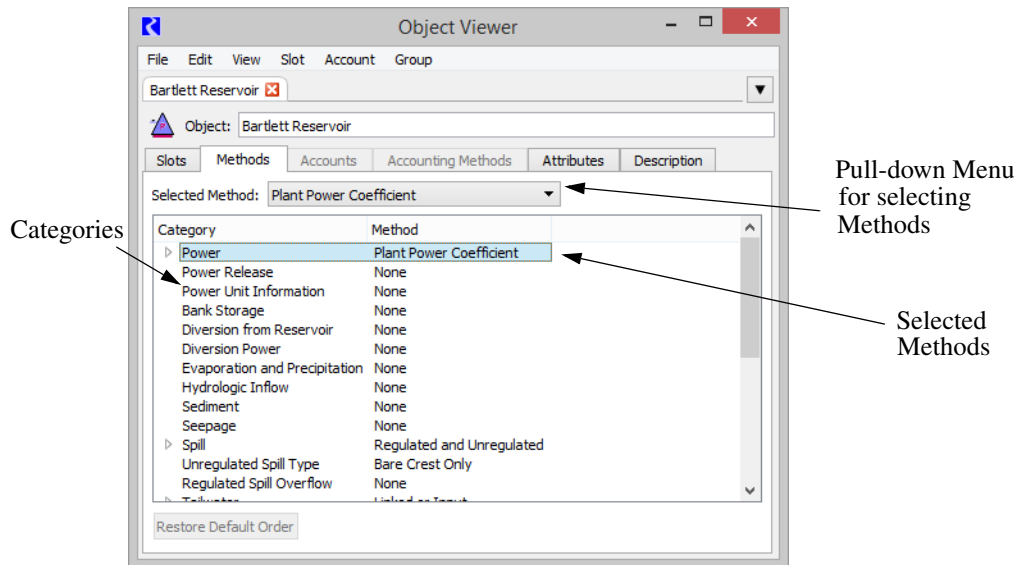 Object Viewer
File Edit View Slot Account Group
Bartlett Reservoir
Object: Bartlett Reservoir
Slots Methods Accounts Accounting Methods Attributes Description
Selected Method: Plant Power Coefficient
Category Method
Power Plant Power Coefficient
Power Release None
Power Unit Information None
Bank Storage None
Diversion from Reservoir None
Diversion Power None
Evaporation and Precipitation None
Hydrologic Inflow None
Sediment None
Seepage None
Spill Regulated and Unregulated
Unregulated Spill Type Bare Crest Only
Regulated Spill Overflow None
Tailwater Linked or Input
Restore Default Order
Categories
Pull-down Menu
for selecting
Methods
Selected
Methods